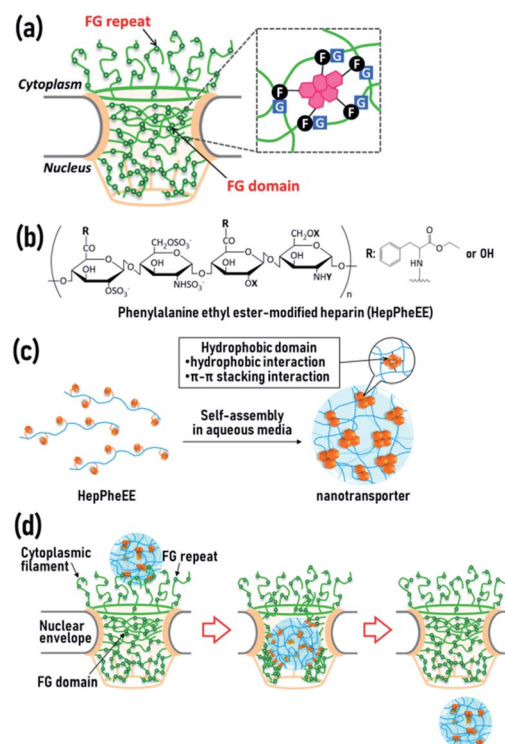 (a)
FG repeat
Cytoplasm
Nucleus
FG domain
F
G
F
G
F
G
F
G
F
G
(b)
R
CO
OH
O
OSO₃⁻
CH₂OSO₃⁻
OH
NHSO₃⁻
R
CO
OH
OX
CH₂OX
OH
NHY
n
R:
O
O
HN
or OH
Phenylalanine ethyl ester-modified heparin (HepPheEE)
(c)
Hydrophobic domain
•hydrophobic interaction
•π-π stacking interaction
Self-assembly
in aqueous media
HepPheEE
nanotransporter
(d)
Cytoplasmic
filament
FG repeat
Nuclear
envelope
FG domain